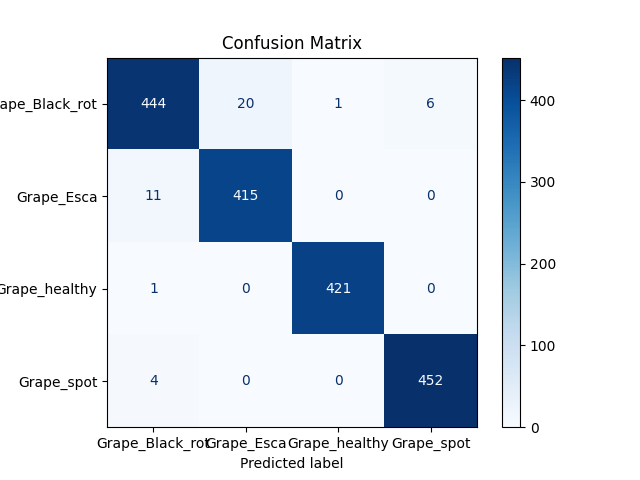 Confusion Matrix
ape_Black_rot 444 20 1 6
Grape_Esca 11 415 0 0
Grape_healthy 1 0 421 0
Grape_spot 4 0 0 452
Grape_Black_rot Grape_Esca Grape_healthy Grape_spot
Predicted label
400
300
200
100
0